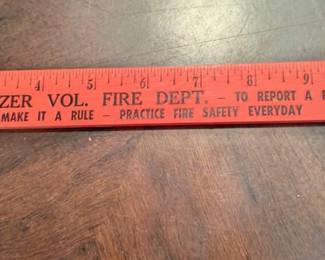 4 5 6 7 8 9
ZER VOL. FIRE DEPT. – TO REPORT A F
MAKE IT A RULE – PRACTICE FIRE SAFETY EVERYDAY